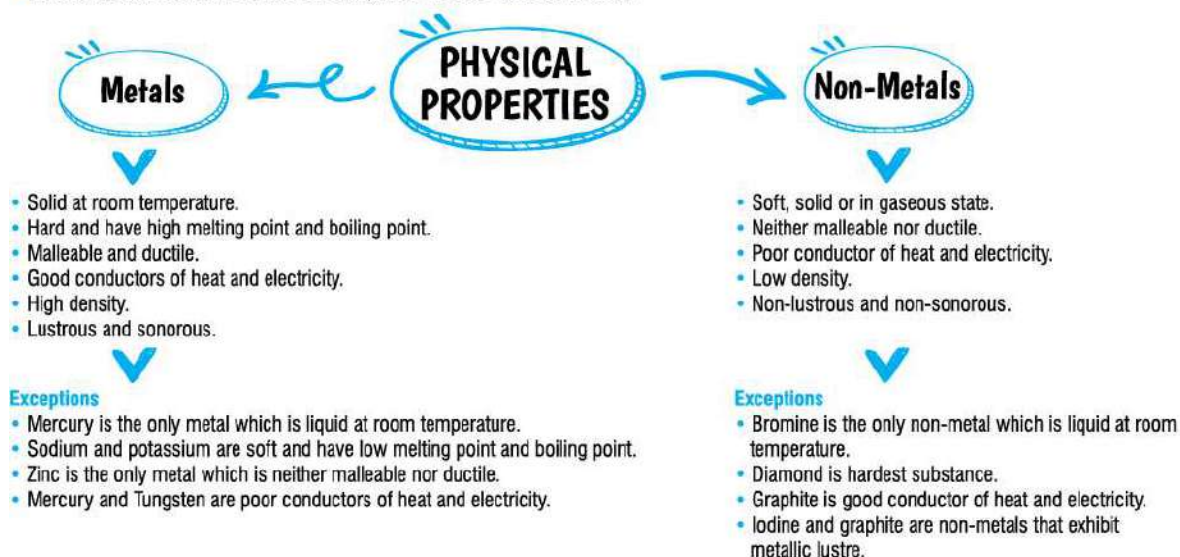 PHYSICAL
PROPERTIES
Metals
Non-Metals
• Solid at room temperature.
• Hard and have high melting point and boiling point.
• Malleable and ductile.
• Good conductors of heat and electricity.
• High density.
• Lustrous and sonorous.
Exceptions
• Mercury is the only metal which is liquid at room temperature.
• Sodium and potassium are soft and have low melting point and boiling point.
• Zinc is the only metal which is neither malleable nor ductile.
• Mercury and Tungsten are poor conductors of heat and electricity.
• Soft, solid or in gaseous state.
• Neither malleable nor ductile.
• Poor conductor of heat and electricity.
• Low density.
• Non-lustrous and non-sonorous.
Exceptions
• Bromine is the only non-metal which is liquid at room
temperature.
• Diamond is hardest substance.
• Graphite is good conductor of heat and electricity.
• Iodine and graphite are non-metals that exhibit
metallic lustre.